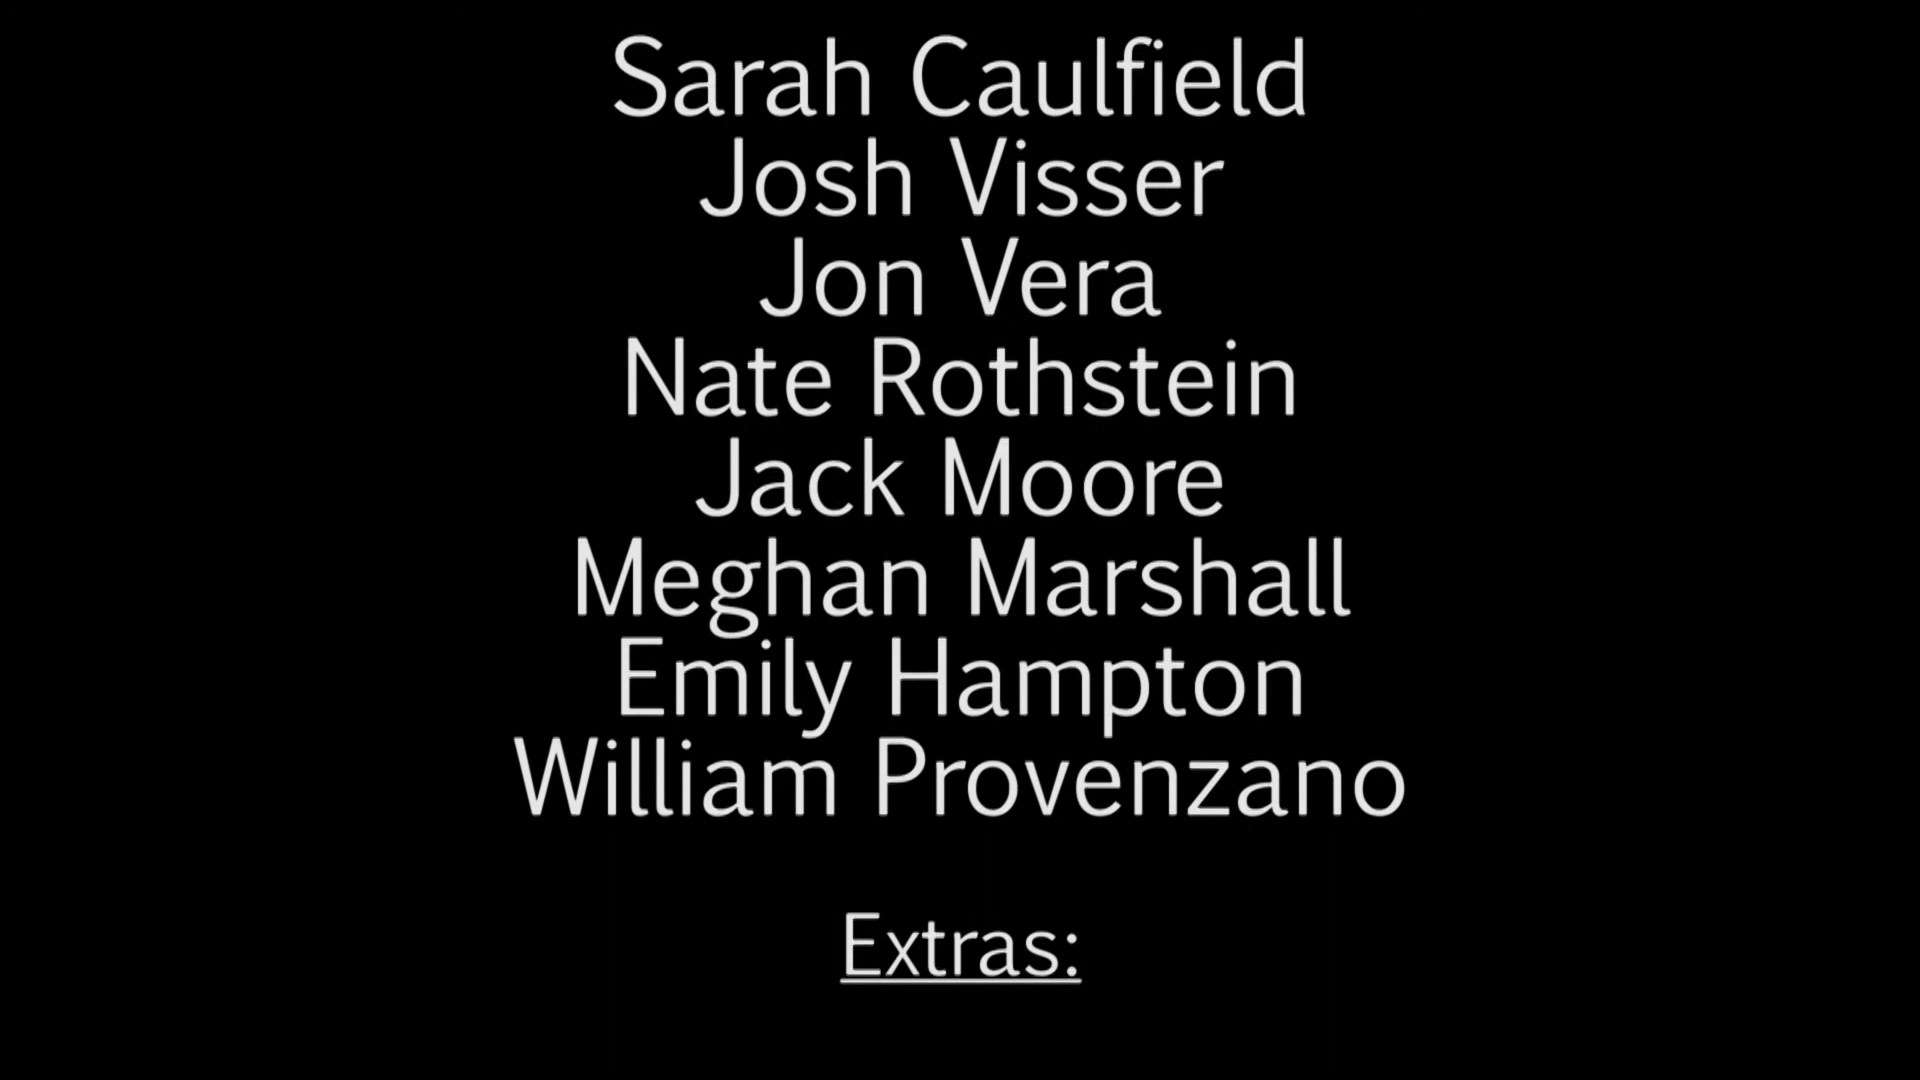 Sarah Caulfield
Josh Visser
Jon Vera
Nate Rothstein
Jack Moore
Meghan Marshall
Emily Hampton
William Provenzano
Extras: